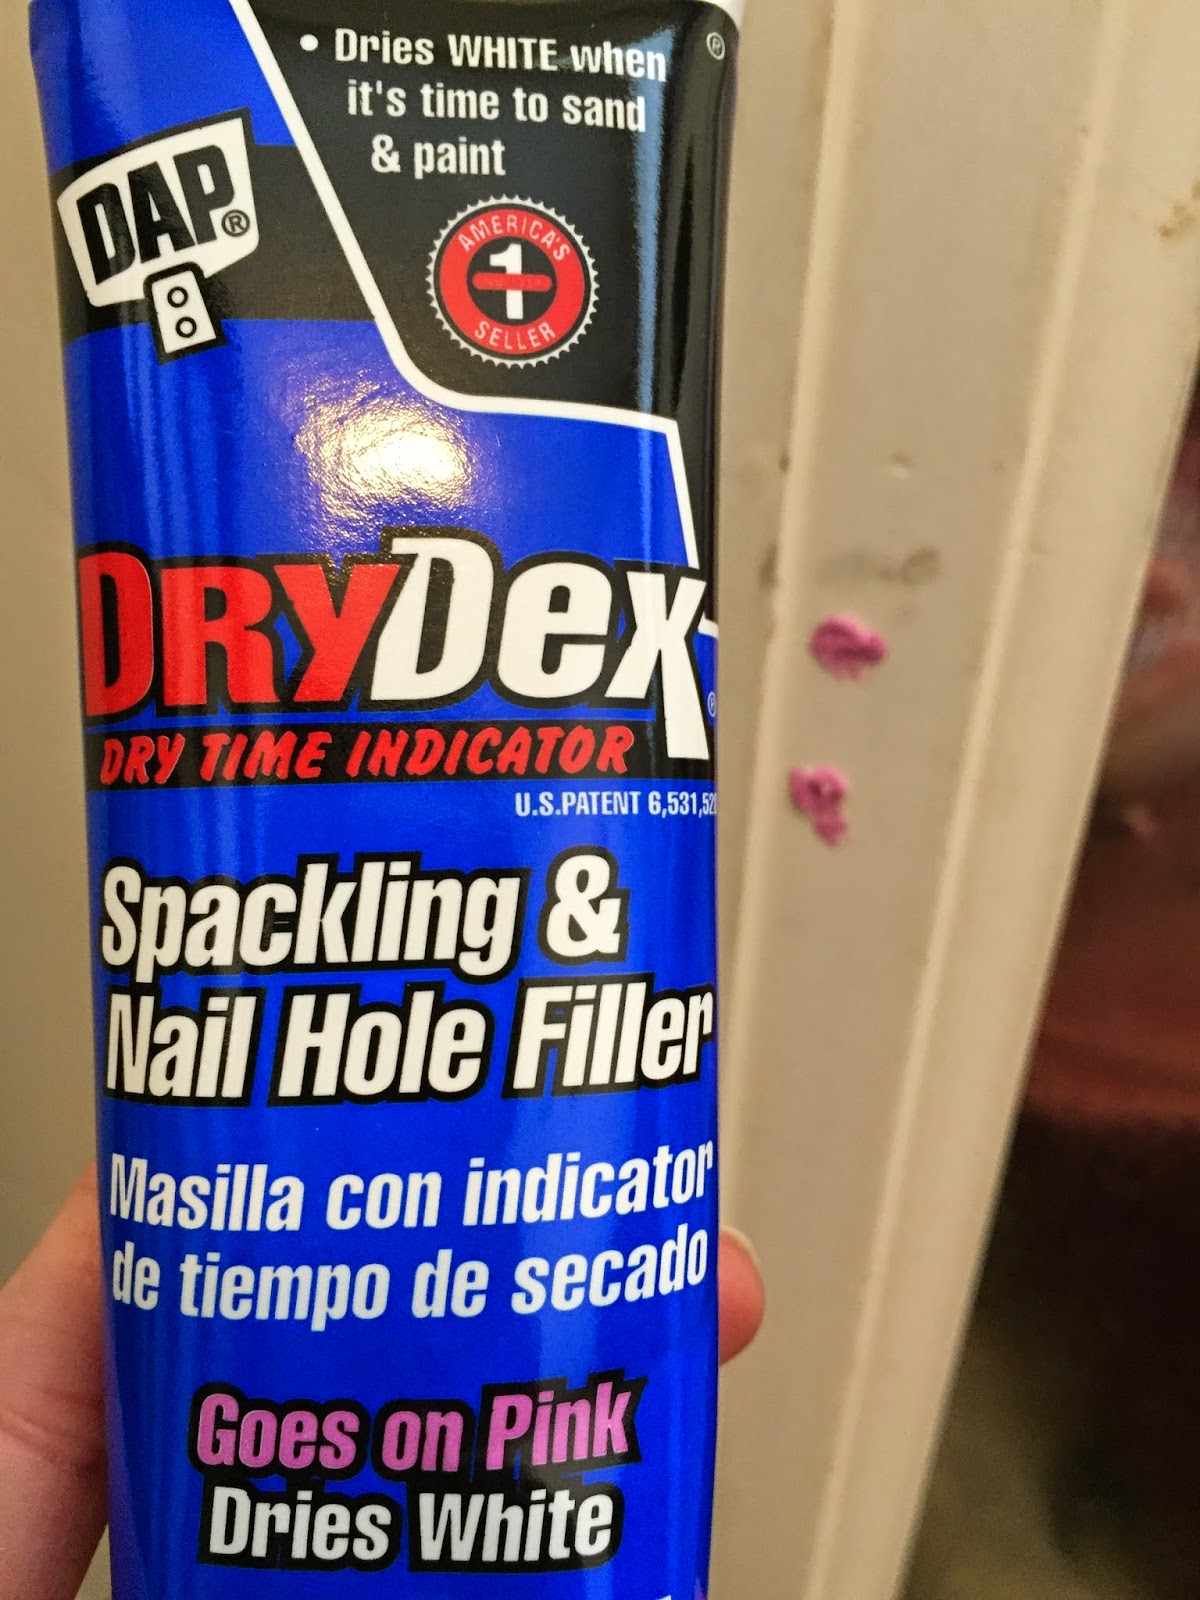 • Dries WHITE when
it's time to sand
& paint
®
DAP®
AMERICA'S
1
SELLER
DRYDex®
DRY TIME INDICATOR
U.S.PATENT 6,531,52
Spackling &
Nail Hole Filler
Masilla con indicator
de tiempo de secado
Goes on Pink
Dries White